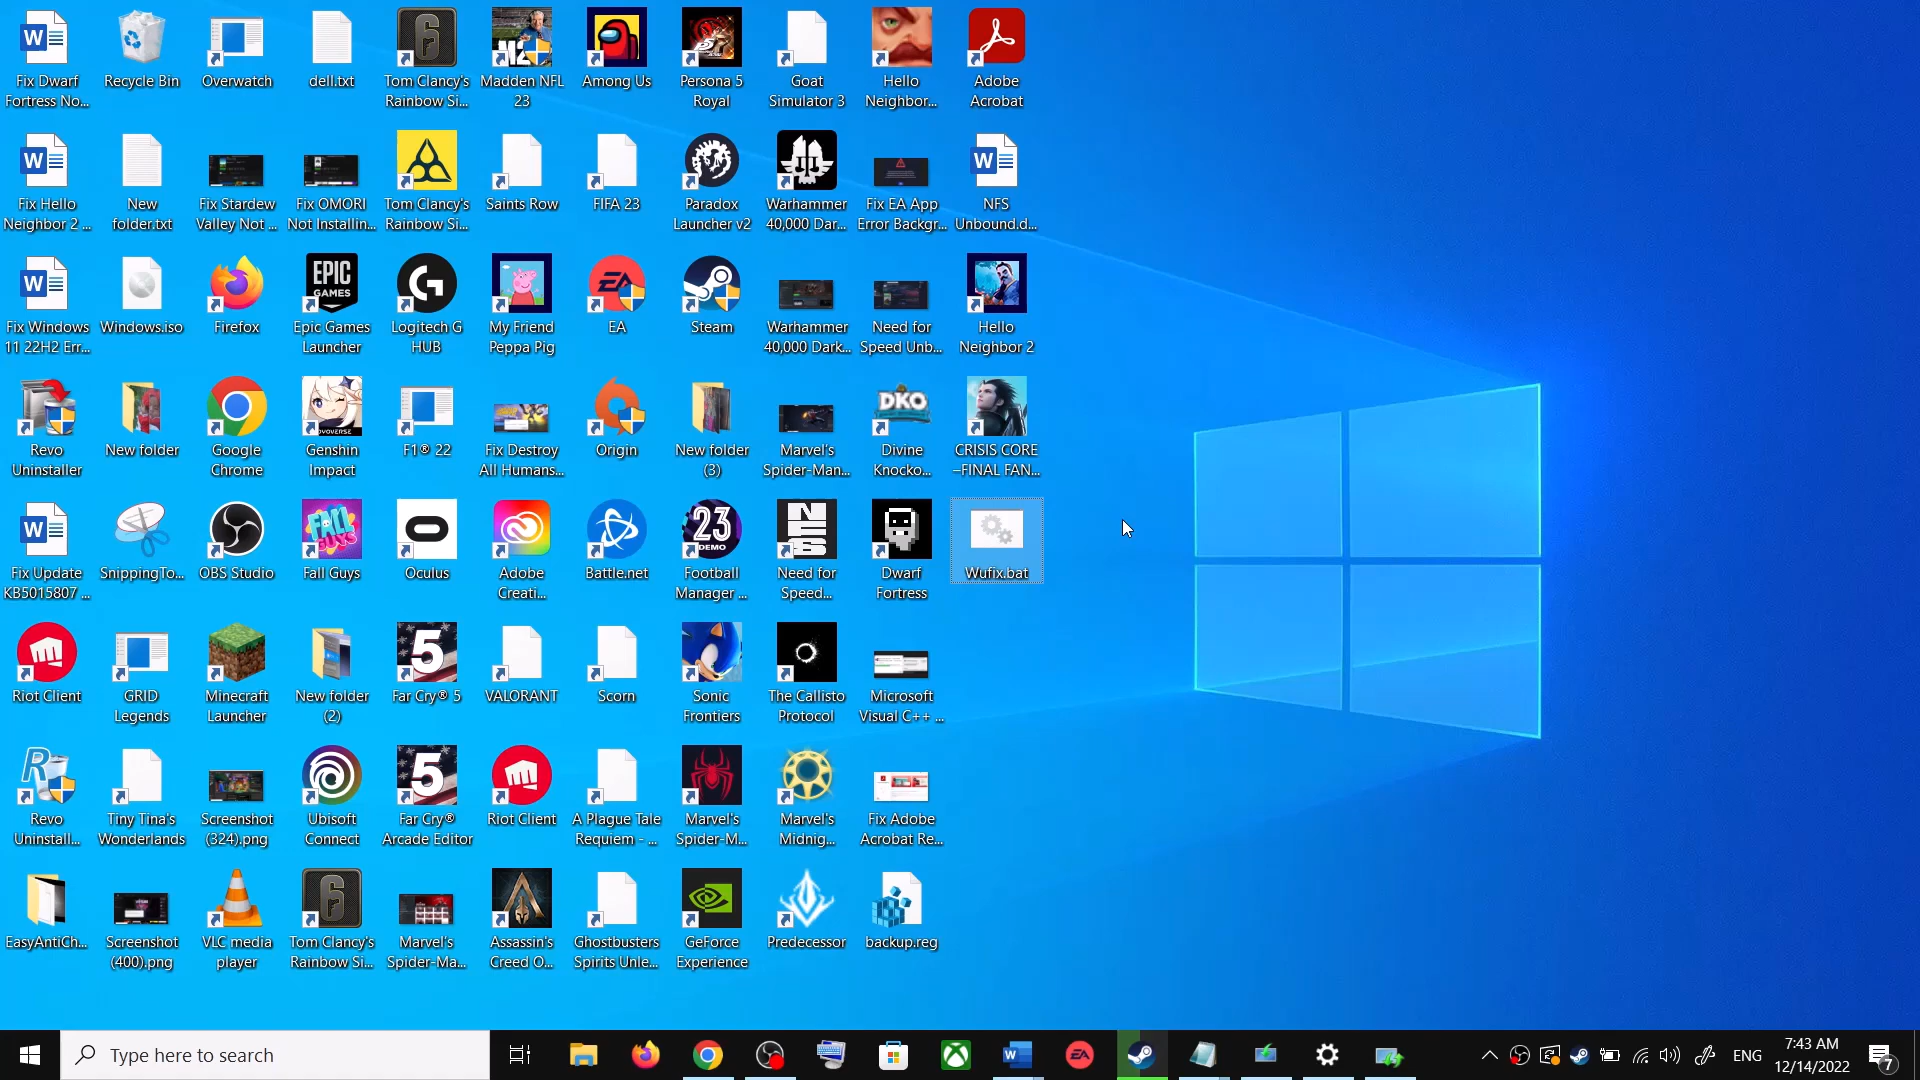 Fix Dwarf
Fortress No...
Recycle Bin
Overwatch
dell.txt
Tom Clancy's
Rainbow Si...
Madden NFL
23
Among Us
Persona 5
Royal
Goat
Simulator 3
Hello
Neighbor...
Adobe
Acrobat
Fix Hello
Neighbor 2 ...
New
folder.txt
Fix Stardew
Valley Not ...
Fix OMORI
Not Installin...
Tom Clancy's
Rainbow Si...
Saints Row
FIFA 23
Paradox
Launcher v2
Warhammer
40,000 Dar...
Fix EA App
Error Backgr...
NFS
Unbound.d...
Fix Windows
11 22H2 Err...
Windows.iso
Firefox
EPIC
GAMES
Epic Games
Launcher
Logitech G
HUB
My Friend
Peppa Pig
EA
Steam
Warhammer
40,000 Dark...
Need for
Speed Unb...
Hello
Neighbor 2
Revo
Uninstaller
New folder
Google
Chrome
Genshin
Impact
F1® 22
Fix Destroy
All Humans...
Origin
New folder
(3)
Marvel's
Spider-Man...
DKO
Divine
Knocko...
CRISIS CORE
–FINAL FAN...
Fix Update
KB5015807 ...
SnippingTo...
OBS Studio
FALL
GUYS
Fall Guys
Oculus
Adobe
Creati...
Battle.net
23
DEMO
Football
Manager ...
Need for
Speed...
Dwarf
Fortress
Wufix.bat
Riot Client
GRID
Legends
Minecraft
Launcher
New folder
(2)
5
Far Cry® 5
VALORANT
Scorn
Sonic
Frontiers
The Callisto
Protocol
Microsoft
Visual C++ ...
Revo
Uninstall...
Tiny Tina's
Wonderlands
Screenshot
(324).png
Ubisoft
Connect
5
Far Cry®
Arcade Editor
Riot Client
A Plague Tale
Requiem - ...
Marvel's
Spider-M...
Marvel's
Midnig...
Fix Adobe
Acrobat Re...
EasyAntiCh...
Screenshot
(400).png
VLC media
player
Tom Clancy's
Rainbow Si...
Marvel's
Spider-Ma...
Assassin's
Creed O...
Ghostbusters
Spirits Unle...
GeForce
Experience
Predecessor
backup.reg
Type here to search
ENG
7:43 AM
12/14/2022
7